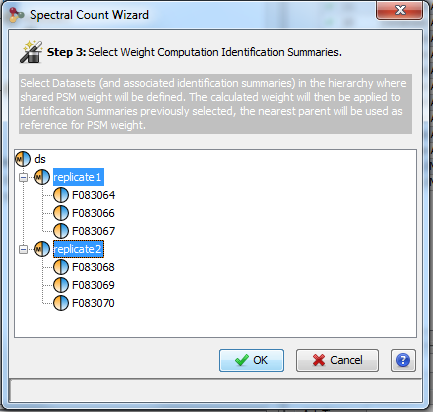 Spectral Count Wizard
Step 3: Select Weight Computation Identification Summaries.
Select Datasets (and associated identification summaries) in the hierarchy where
shared PSM weight will be defined. The calculated weight will then be applied to
Identification Summaries previously selected, the nearest parent will be used as
reference for PSM weight.
ds
replicate1
F083064
F083066
F083067
replicate2
F083068
F083069
F083070
OK
Cancel
?